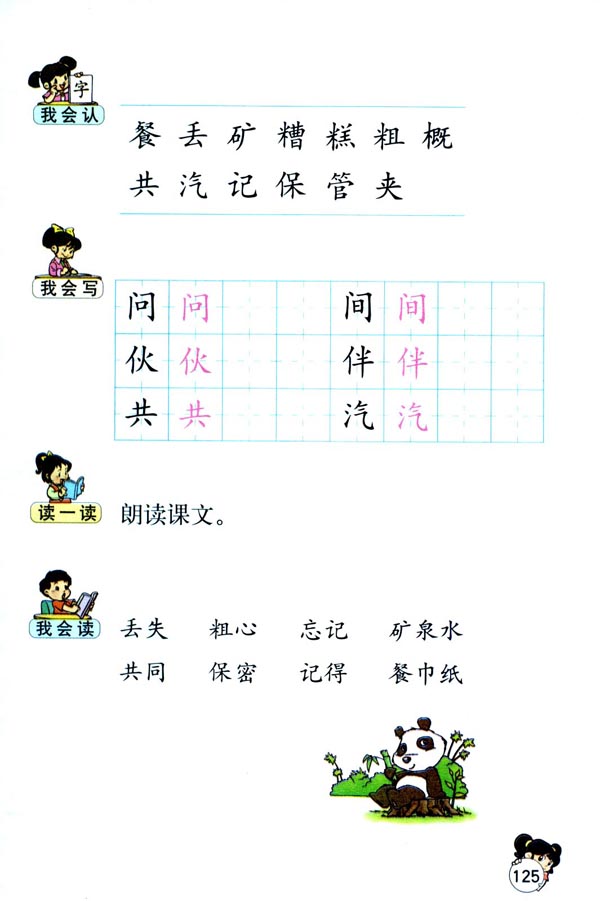 字
我会认
餐 丢 矿 糟 糕 粗 概
共 汽 记 保 管 夹
我会写
问 问 间 间
伙 伙 伴 伴
共 共 汽 汽
读一读
朗读课文。
我会读
丢失 粗心 忘记 矿泉水
共同 保密 记得 餐巾纸
125